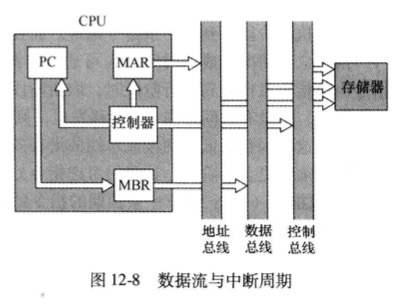 CPU
PC
MAR
控制器
存储器
MBR
地址 数据 控制
总线 总线 总线
图 12-8 数据流与中断周期